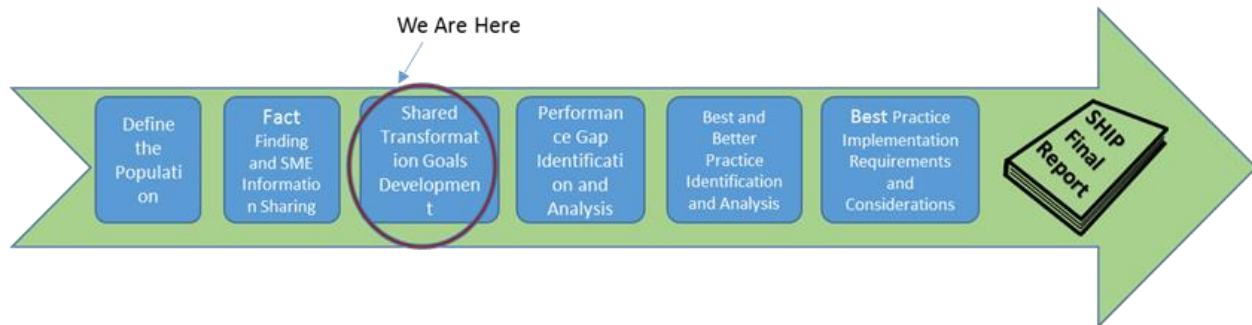 We Are Here
Define
the
Populati
on
Fact
Finding
and SME
Informatio
n Sharing
Shared
Transformat
ion Goals
Developmen
t
Performan
ce Gap
Identificati
on and
Analysis
Best and
Better
Practice
Identification
and Analysis
Best Practice
Implementation
Requirements
and
Considerations
SHIP
Final
Report